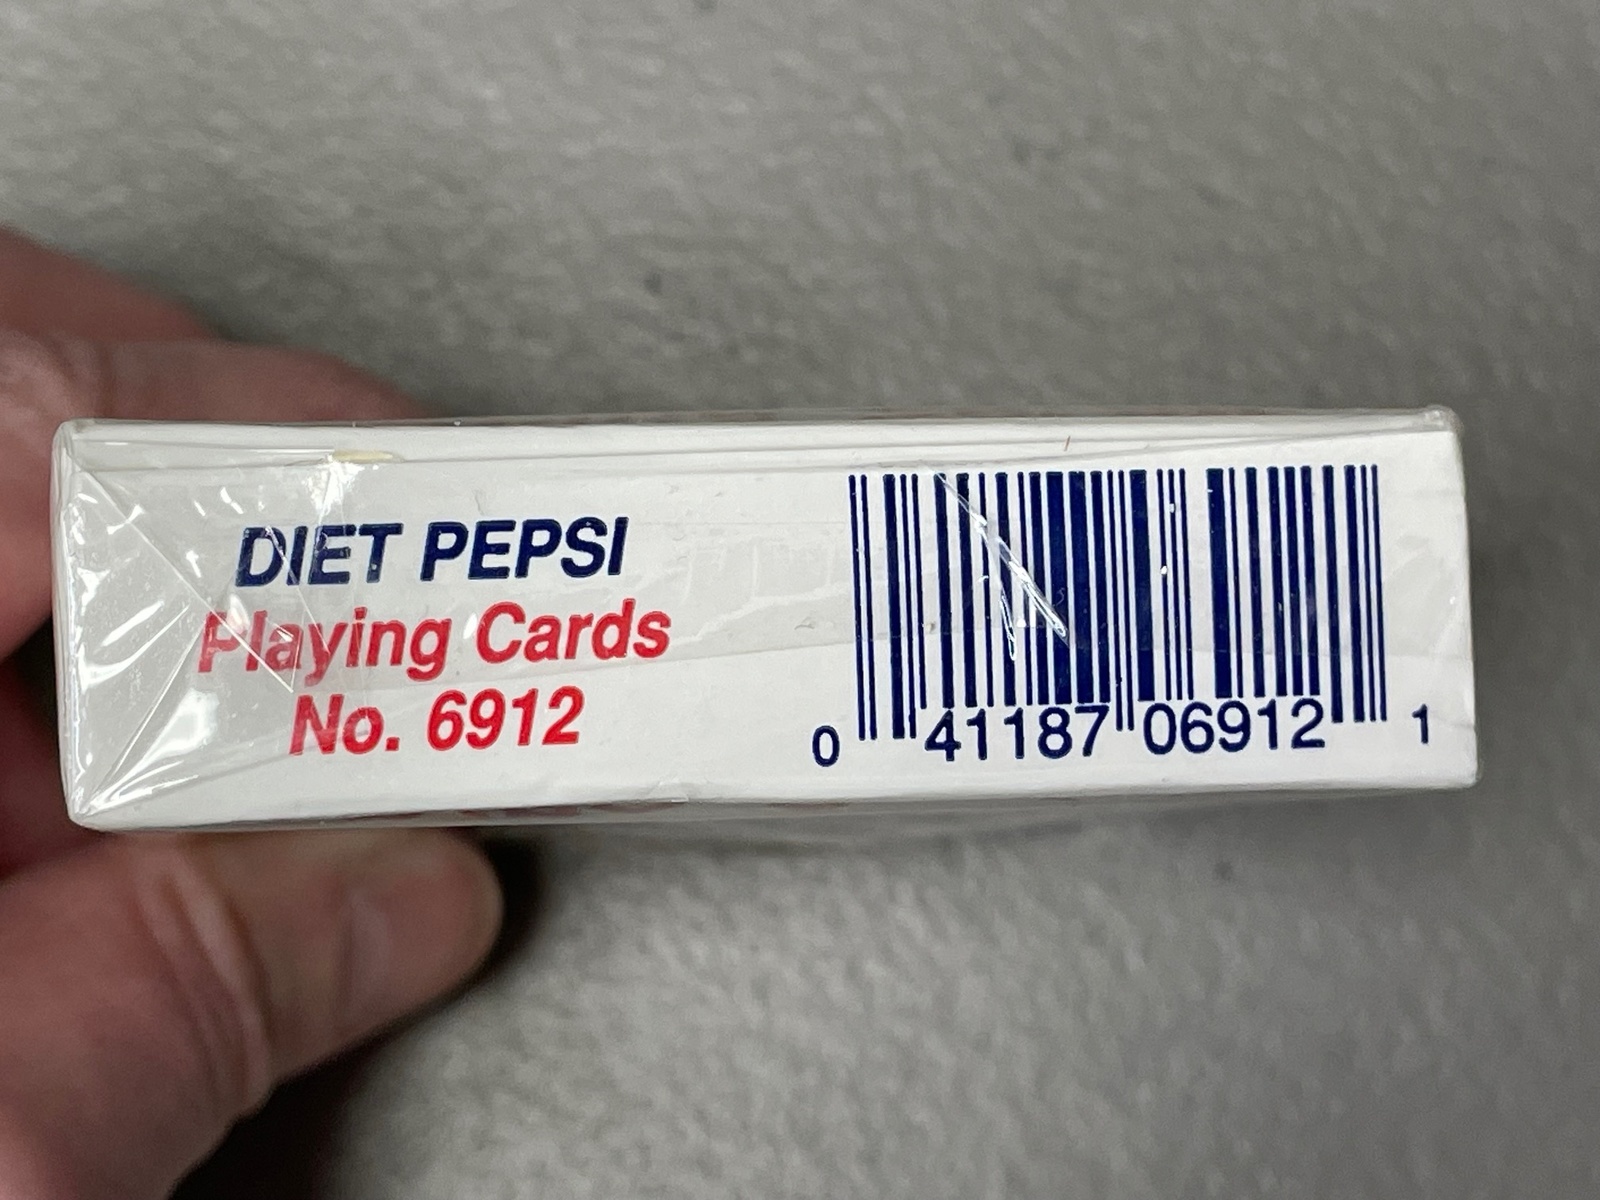 DIET PEPSI
Playing Cards
No. 6912
0 41187 06912 1